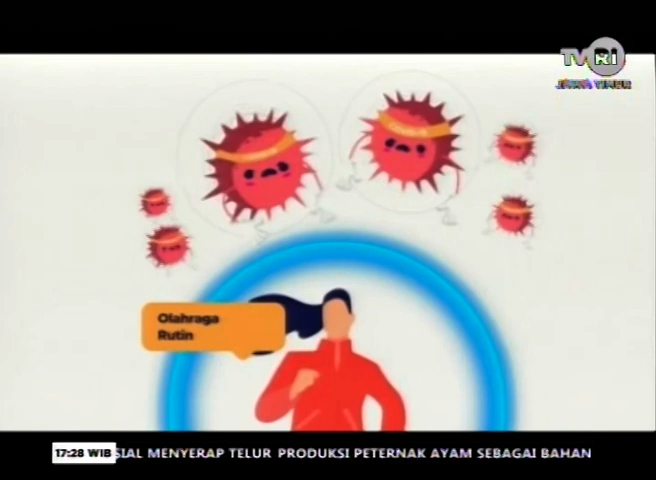 TVRI
JAWA TIMUR
Olahraga
Rutin
17:28 WIB
SIAL MENYERAP TELUR PRODUKSI PETERNAK AYAM SEBAGAI BAHAN